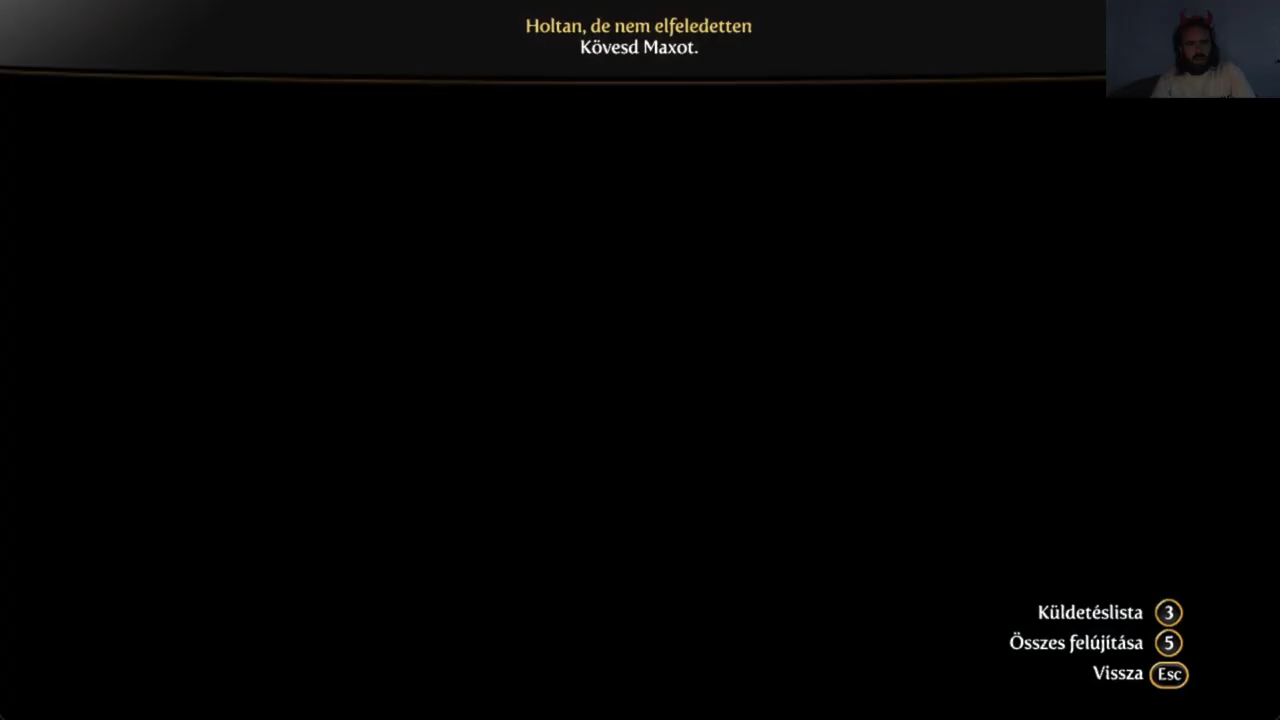 Holtan, de nem elfeledetten
Kövesd Maxot.
Küldetéslista 3
Összes felújítása 5
Vissza Esc